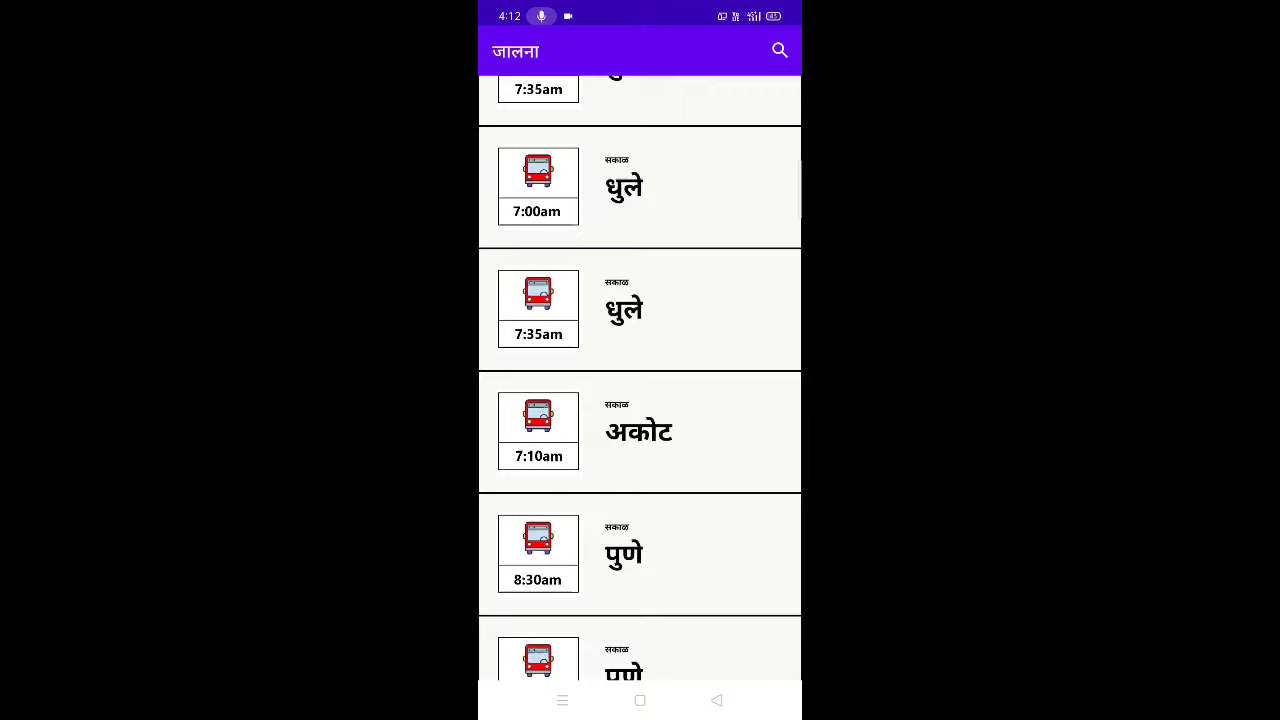 4:12
जालना
7:35am
सकाळ
धुले
7:00am
सकाळ
धुले
7:35am
सकाळ
अकोट
7:10am
सकाळ
पुणे
8:30am
सकाळ
पुणे